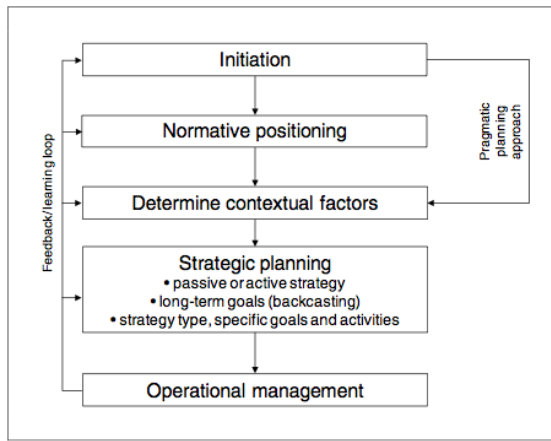 Initiation
Normative positioning
Determine contextual factors
Strategic planning
• passive or active strategy
• long-term goals (backcasting)
• strategy type, specific goals and activities
Operational management
Feedback/learning loop
Pragmatic
planning
approach